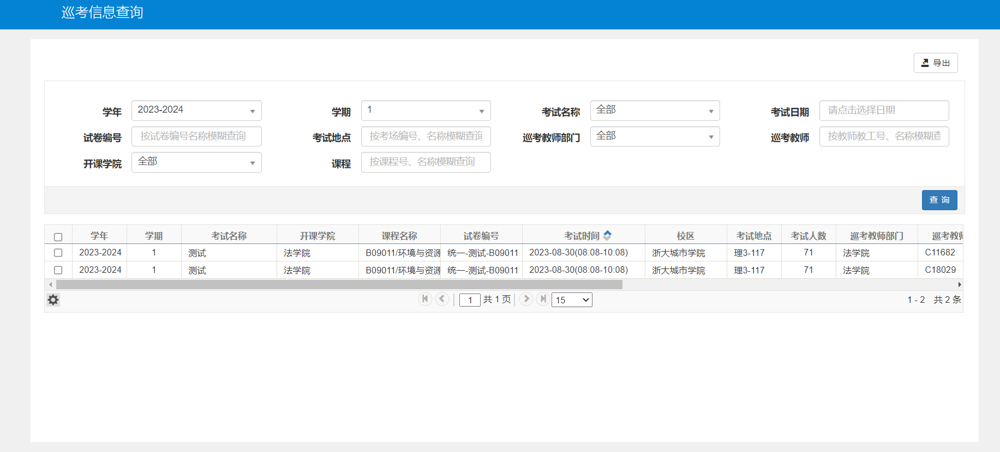 巡考信息查询
导出
学年 2023-2024 学期 1 考试名称 全部 考试日期 请点击选择日期
试卷编号 按试卷编号名称模糊查询 考试地点 按考场编号、名称模糊查询 巡考教师部门 全部 巡考教师 按教师教工号、名称模糊查
开课学院 全部 课程 按课程号、名称模糊查询
查 询
学年 学期 考试名称 开课学院 课程名称 试卷编号 考试时间 校区 考试地点 考试人数 巡考教师部门 巡考教
2023-2024 1 测试 法学院 B09011/环境与资源 统一-测试-B09011 2023-08-30(08:08-10:08) 浙大城市学院 理3-117 71 法学院 C11682
2023-2024 1 测试 法学院 B09011/环境与资源 统一-测试-B09011 2023-08-30(08:08-10:08) 浙大城市学院 理3-117 71 法学院 C18029
1 共 1 页 15 1 - 2 共 2 条